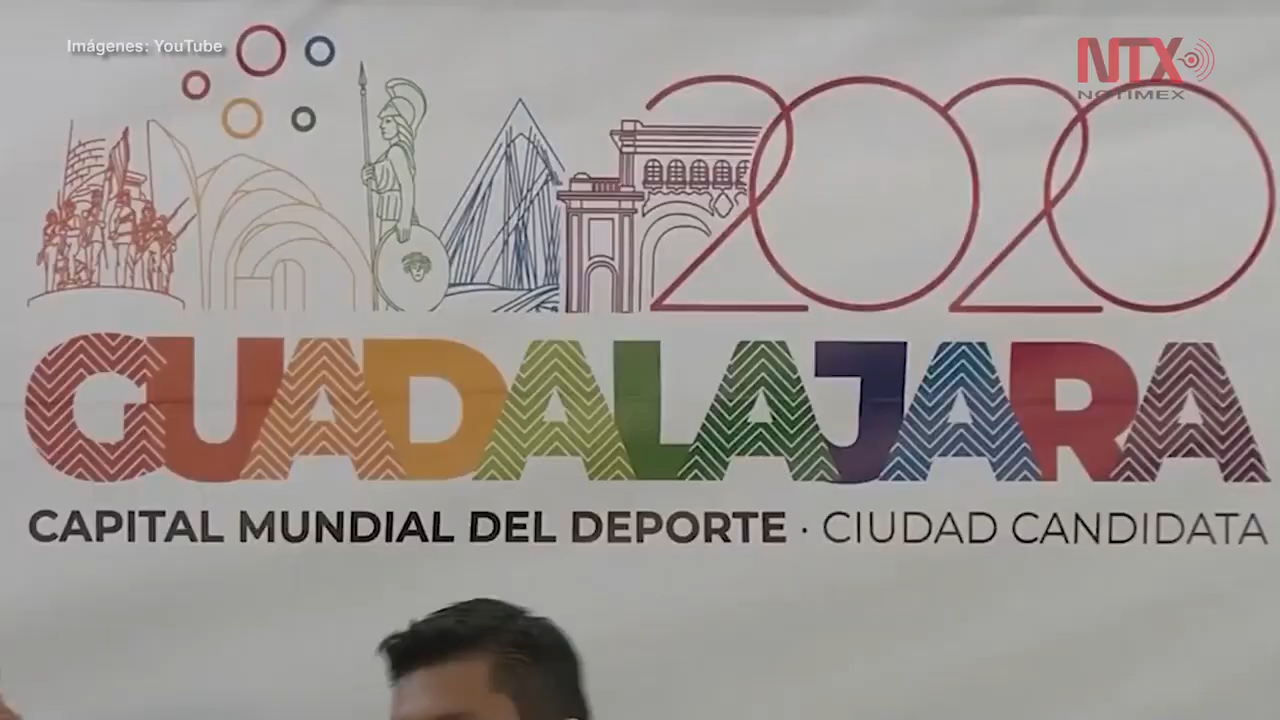 Imágenes: YouTube
NTX
NOTIMEX
2020
GUADALAJARA
CAPITAL MUNDIAL DEL DEPORTE · CIUDAD CANDIDATA